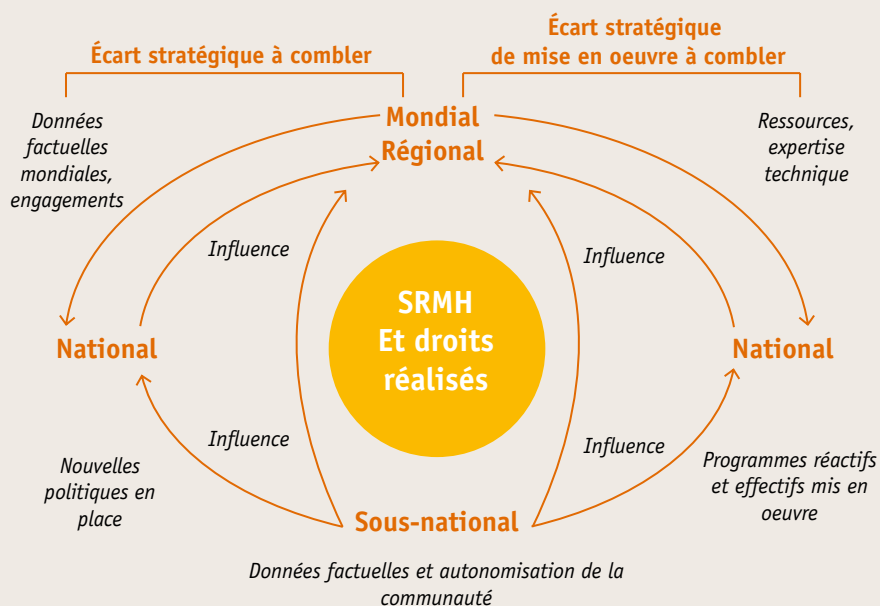 Écart stratégique à combler
Écart stratégique
de mise en oeuvre à combler
Données
factuelles
mondiales,
engagements
Mondial
Régional
Ressources,
expertise
technique
Influence
Influence
SRMH
Et droits
réalisés
National
National
Influence
Influence
Nouvelles
politiques en
place
Programmes réactifs
et effectifs mis en
oeuvre
Sous-national
Données factuelles et autonomisation de la
communauté